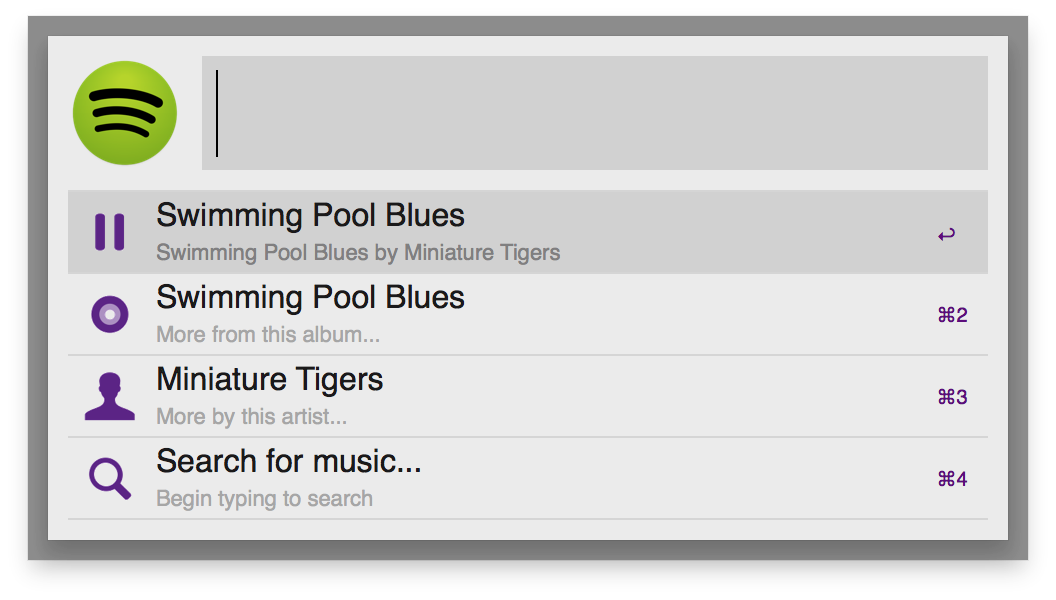 Swimming Pool Blues
Swimming Pool Blues by Miniature Tigers
↩
Swimming Pool Blues
More from this album...
⌘2
Miniature Tigers
More by this artist...
⌘3
Search for music...
Begin typing to search
⌘4